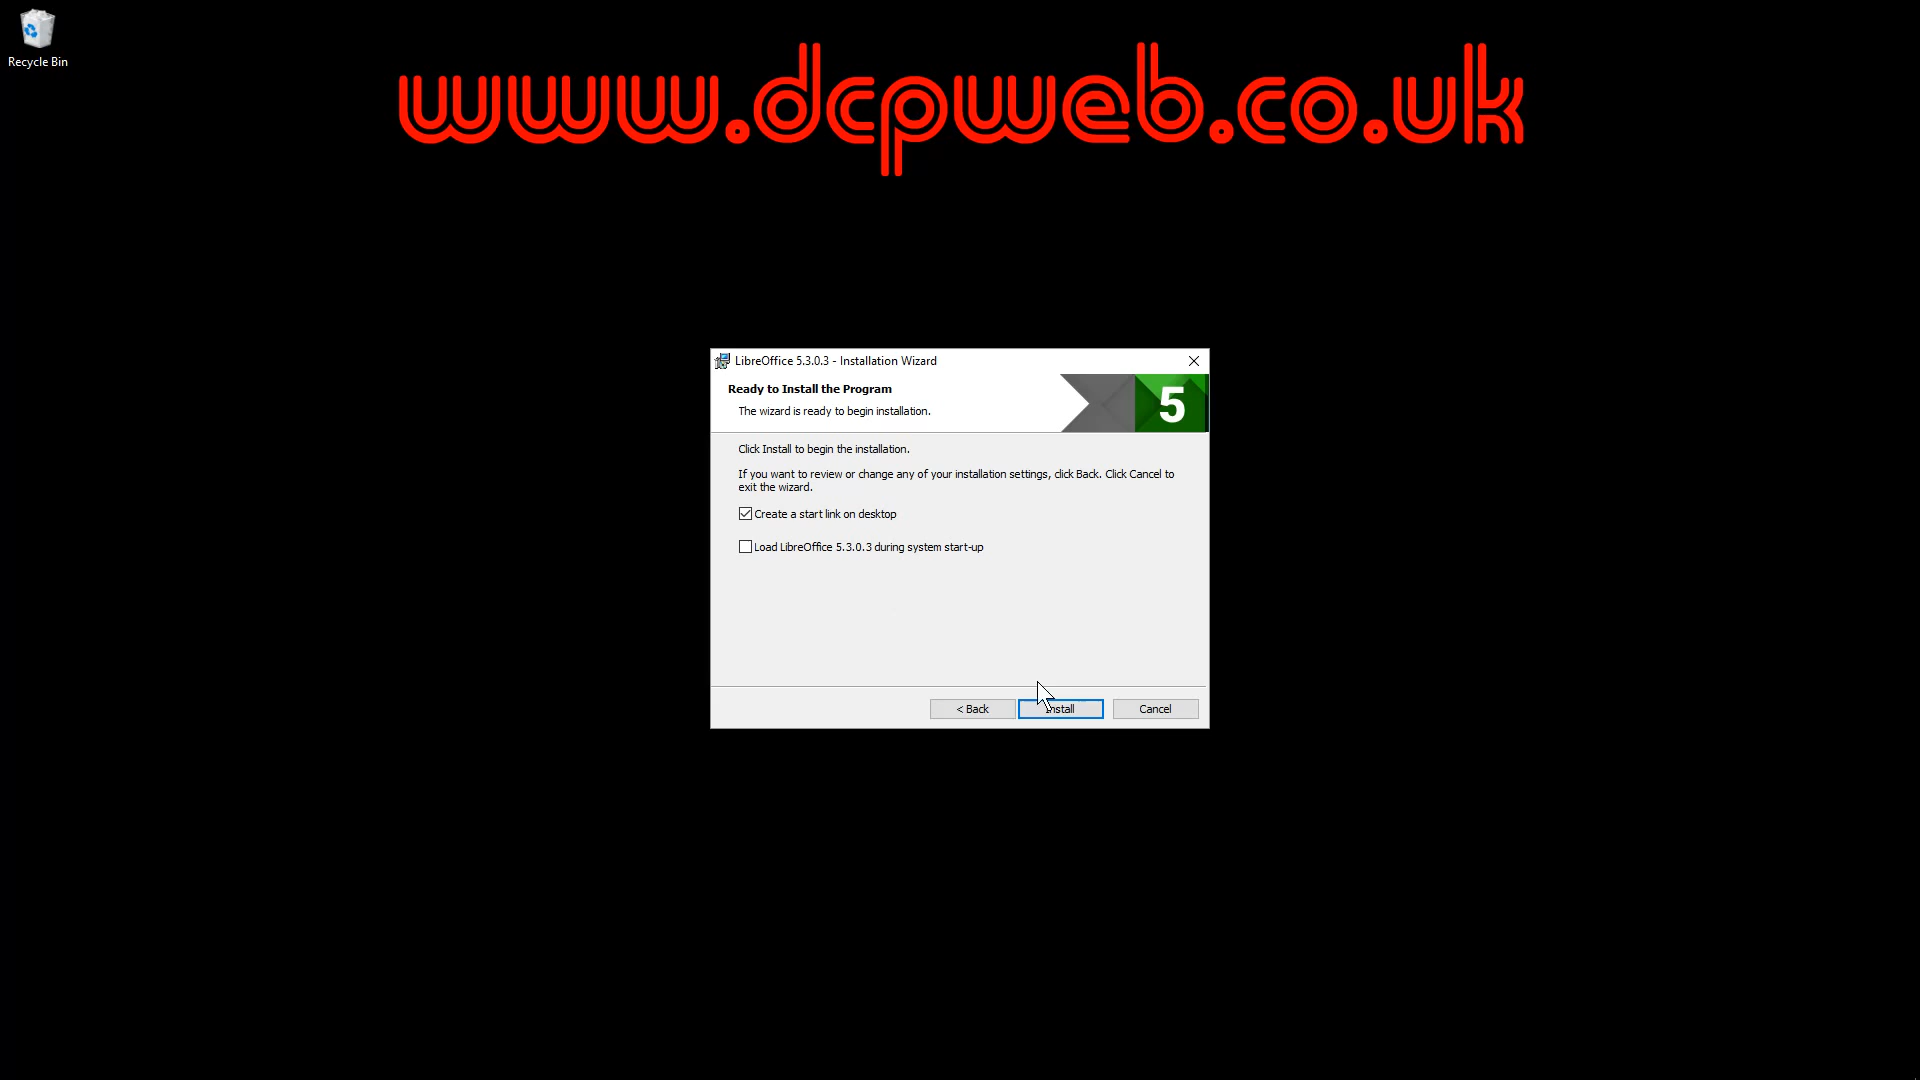 Recycle Bin
www.dcpweb.co.uk
LibreOffice 5.3.0.3 - Installation Wizard
Ready to Install the Program
The wizard is ready to begin installation.
5
Click Install to begin the installation.
If you want to review or change any of your installation settings, click Back. Click Cancel to
exit the wizard.
Create a start link on desktop
Load LibreOffice 5.3.0.3 during system start-up
< Back
Install
Cancel